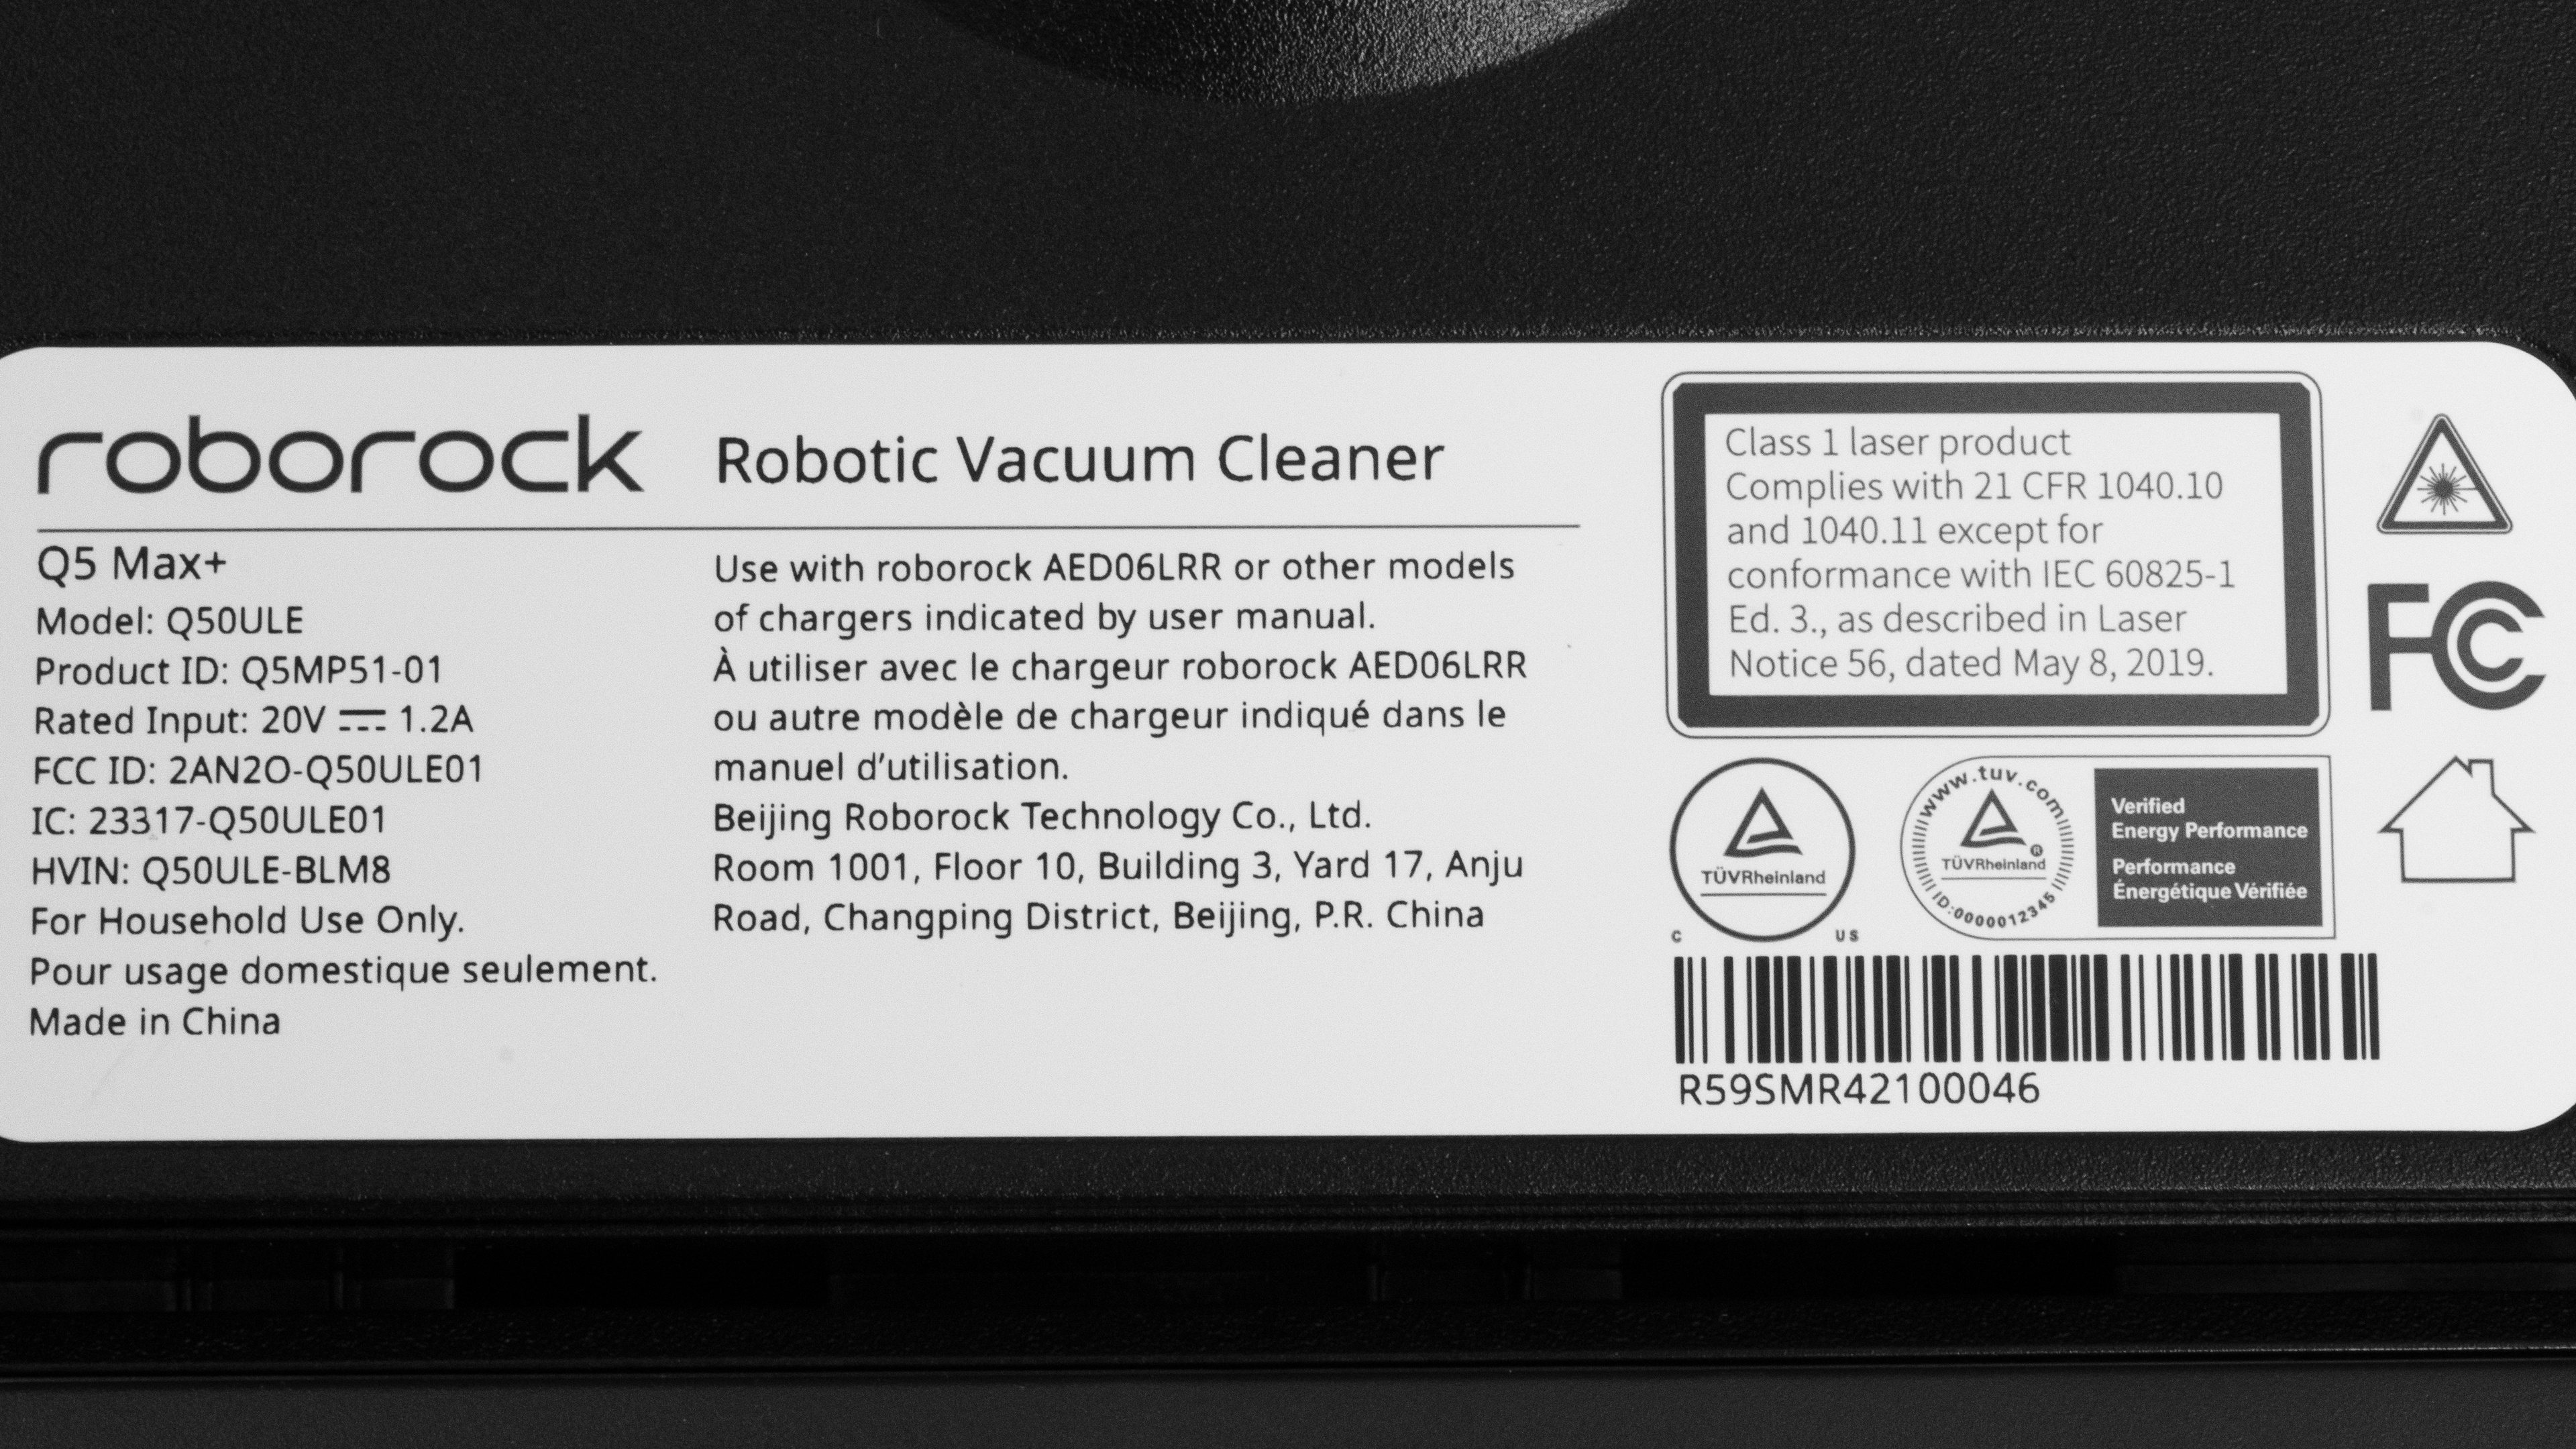 roborock Robotic Vacuum Cleaner
Q5 Max+
Model: Q50ULE
Product ID: Q5MP51-01
Rated Input: 20V ⎓ 1.2A
FCC ID: 2AN2O-Q50ULE01
IC: 23317-Q50ULE01
HVIN: Q50ULE-BLM8
For Household Use Only.
Pour usage domestique seulement.
Made in China
Use with roborock AED06LRR or other models
of chargers indicated by user manual.
À utiliser avec le chargeur roborock AED06LRR
ou autre modèle de chargeur indiqué dans le
manuel d’utilisation.
Beijing Roborock Technology Co., Ltd.
Room 1001, Floor 10, Building 3, Yard 17, Anju
Road, Changping District, Beijing, P.R. China
Class 1 laser product
Complies with 21 CFR 1040.10
and 1040.11 except for
conformance with IEC 60825-1
Ed. 3., as described in Laser
Notice 56, dated May 8, 2019.
FCC
TÜVRheinland
C US
www.tuv.com
TÜVRheinland®
ID:0000012345
Verified
Energy Performance
Performance
Énergétique Vérifiée
R59SMR42100046